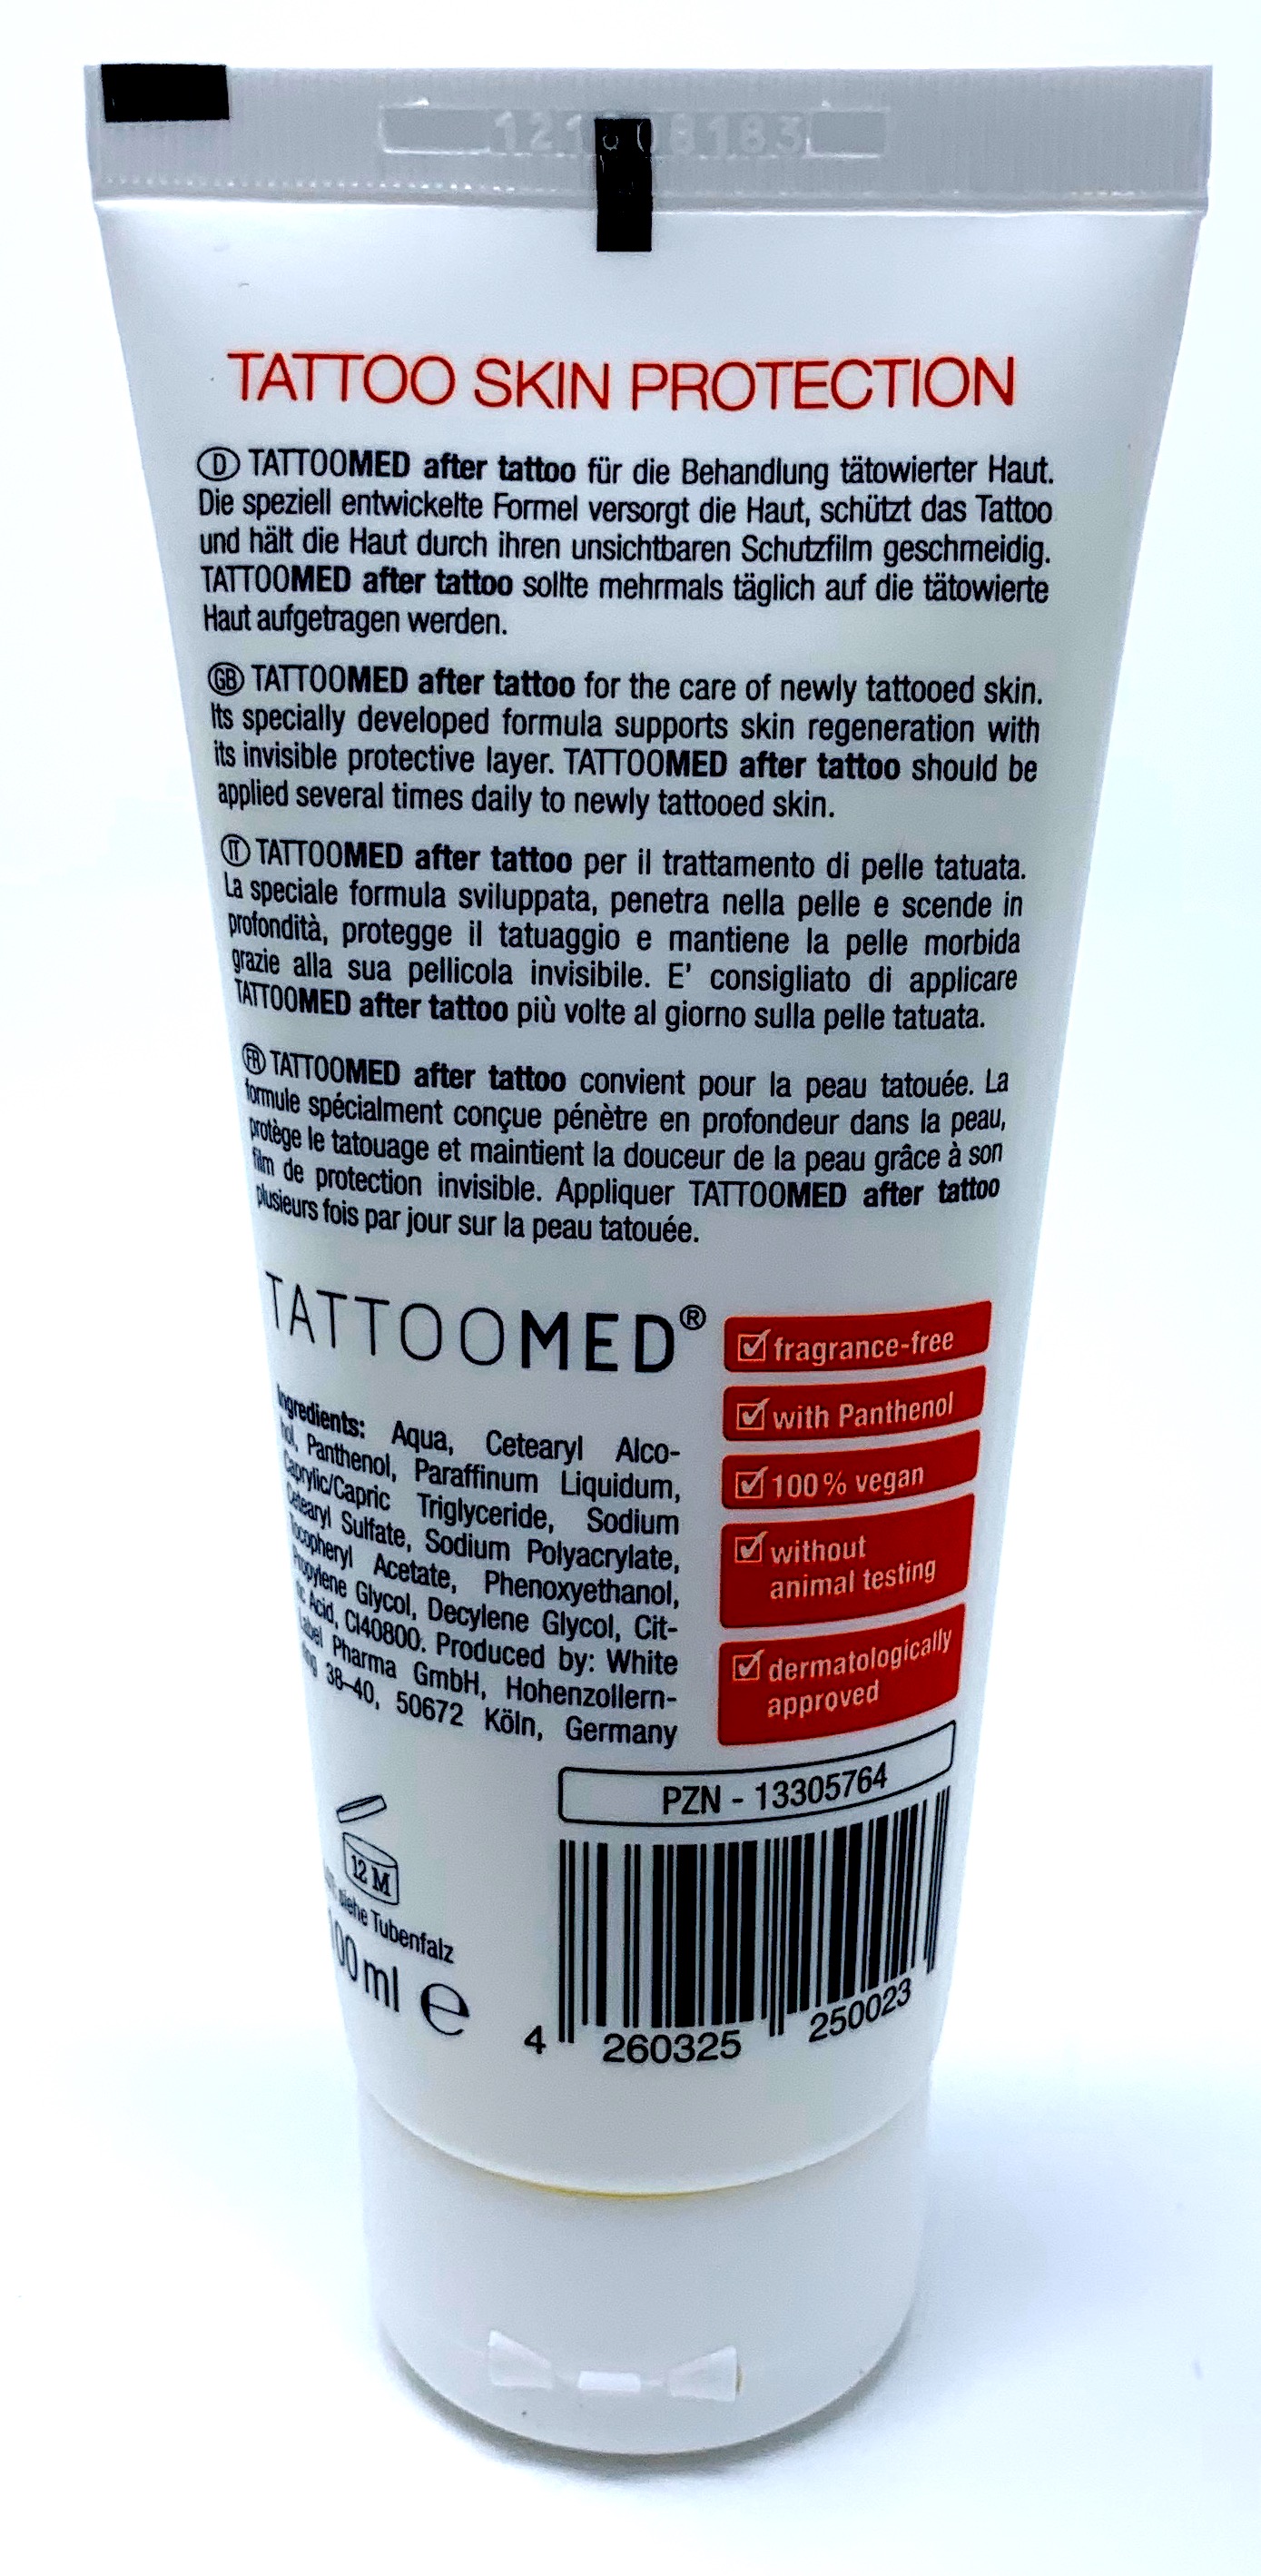 TATTOO SKIN PROTECTION
D TATTOOMED after tattoo für die Behandlung tätowierter Haut.
Die speziell entwickelte Formel versorgt die Haut, schützt das Tattoo
und hält die Haut durch ihren unsichtbaren Schutzfilm geschmeidig.
TATTOOMED after tattoo sollte mehrmals täglich auf die tätowierte
Haut aufgetragen werden.
GB TATTOOMED after tattoo for the care of newly tattooed skin.
Its specially developed formula supports skin regeneration with
its invisible protective layer. TATTOOMED after tattoo should be
applied several times daily to newly tattooed skin.
IT TATTOOMED after tattoo per il trattamento di pelle tatuata.
La speciale formula sviluppata, penetra nella pelle e scende in
profondità, protegge il tatuaggio e mantiene la pelle morbida
grazie alla sua pellicola invisibile. E' consigliato di applicare
TATTOOMED after tattoo più volte al giorno sulla pelle tatuata.
FR TATTOOMED after tattoo convient pour la peau tatouée. La
formule spécialment conçue pénètre en profondeur dans la peau,
protège le tatouage et maintient la douceur de la peau grâce à son
film de protection invisible. Appliquer TATTOOMED after tattoo
plusieurs fois par jour sur la peau tatouée.
TATTOOMED®
Ingredients: Aqua, Cetearyl Alco-
hol, Panthenol, Paraffinum Liquidum,
Caprylic/Capric Triglyceride, Sodium
Cetearyl Sulfate, Sodium Polyacrylate,
Tocopheryl Acetate, Phenoxyethanol,
Propylene Glycol, Decylene Glycol, Cit-
ric Acid, CI40800. Produced by: White
Label Pharma GmbH, Hohenzollern-
ring 38–40, 50672 Köln, Germany
fragrance-free
with Panthenol
100% vegan
without
animal testing
dermatologically
approved
12 M
siehe Tubenfalz
100 ml e
PZN - 13305764
4 260325 250023